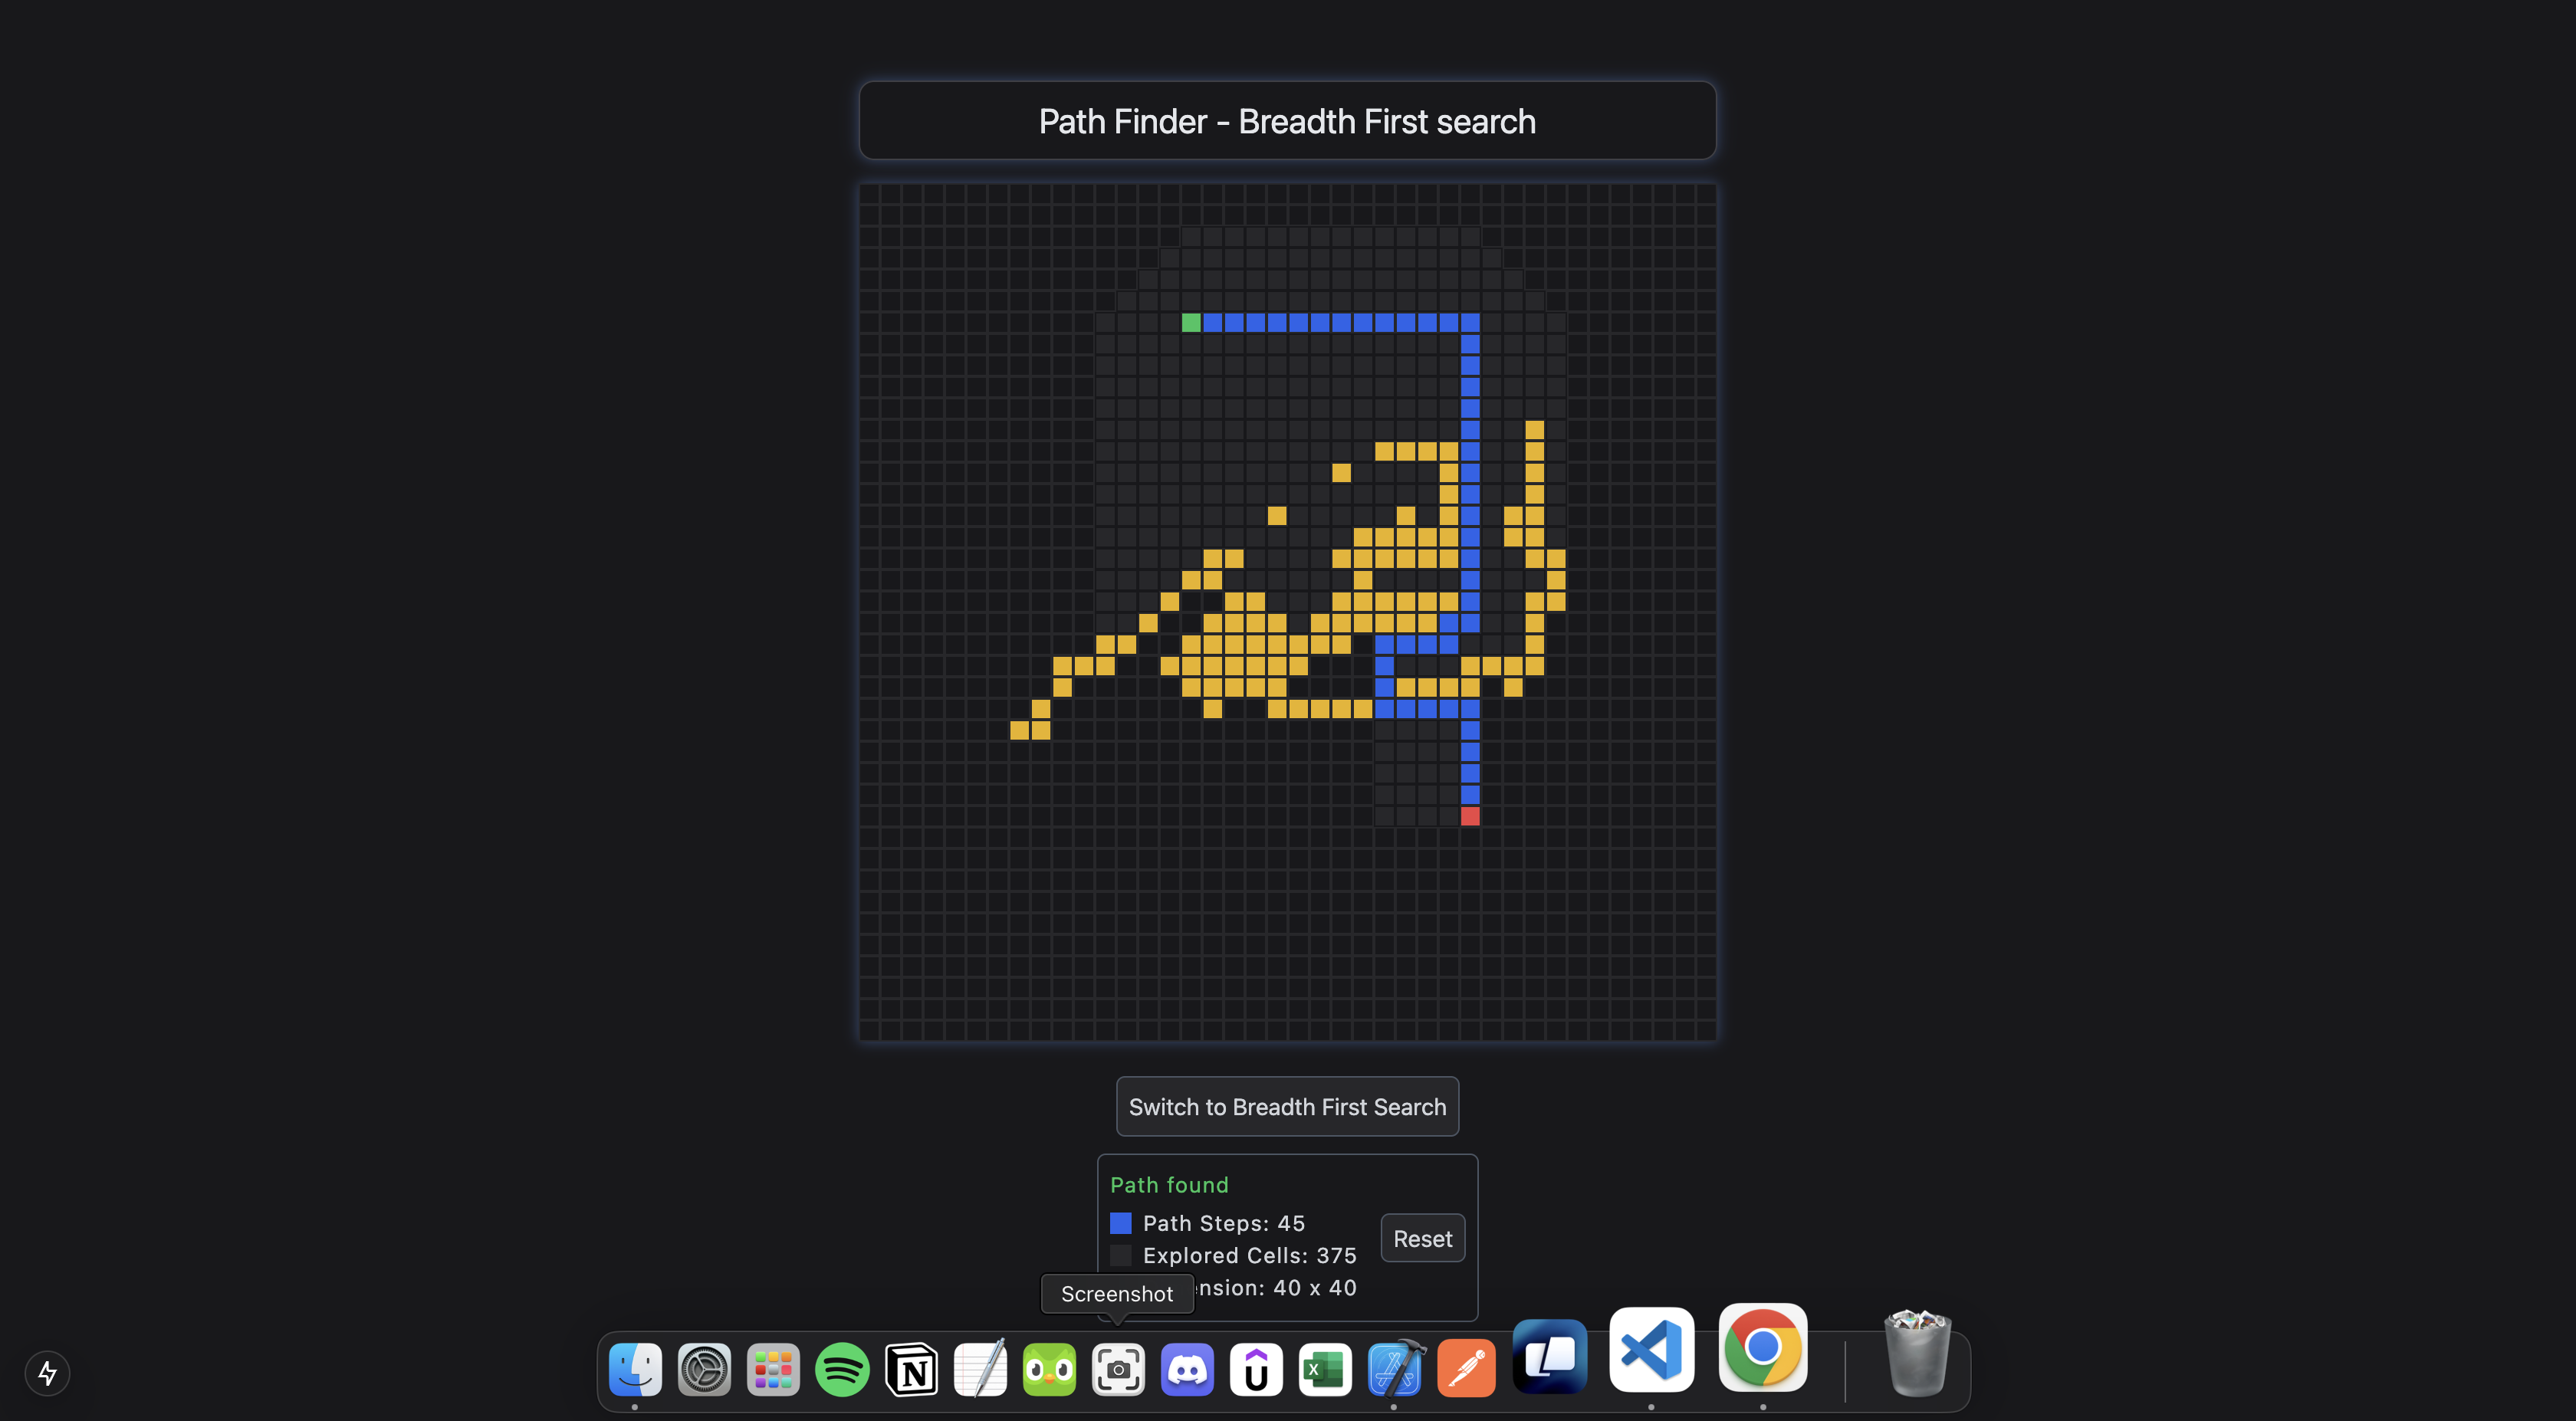 Path Finder - Breadth First search
Switch to Breadth First Search
Path found
Path Steps: 45
Explored Cells: 375
Reset
nsion: 40 x 40
Screenshot